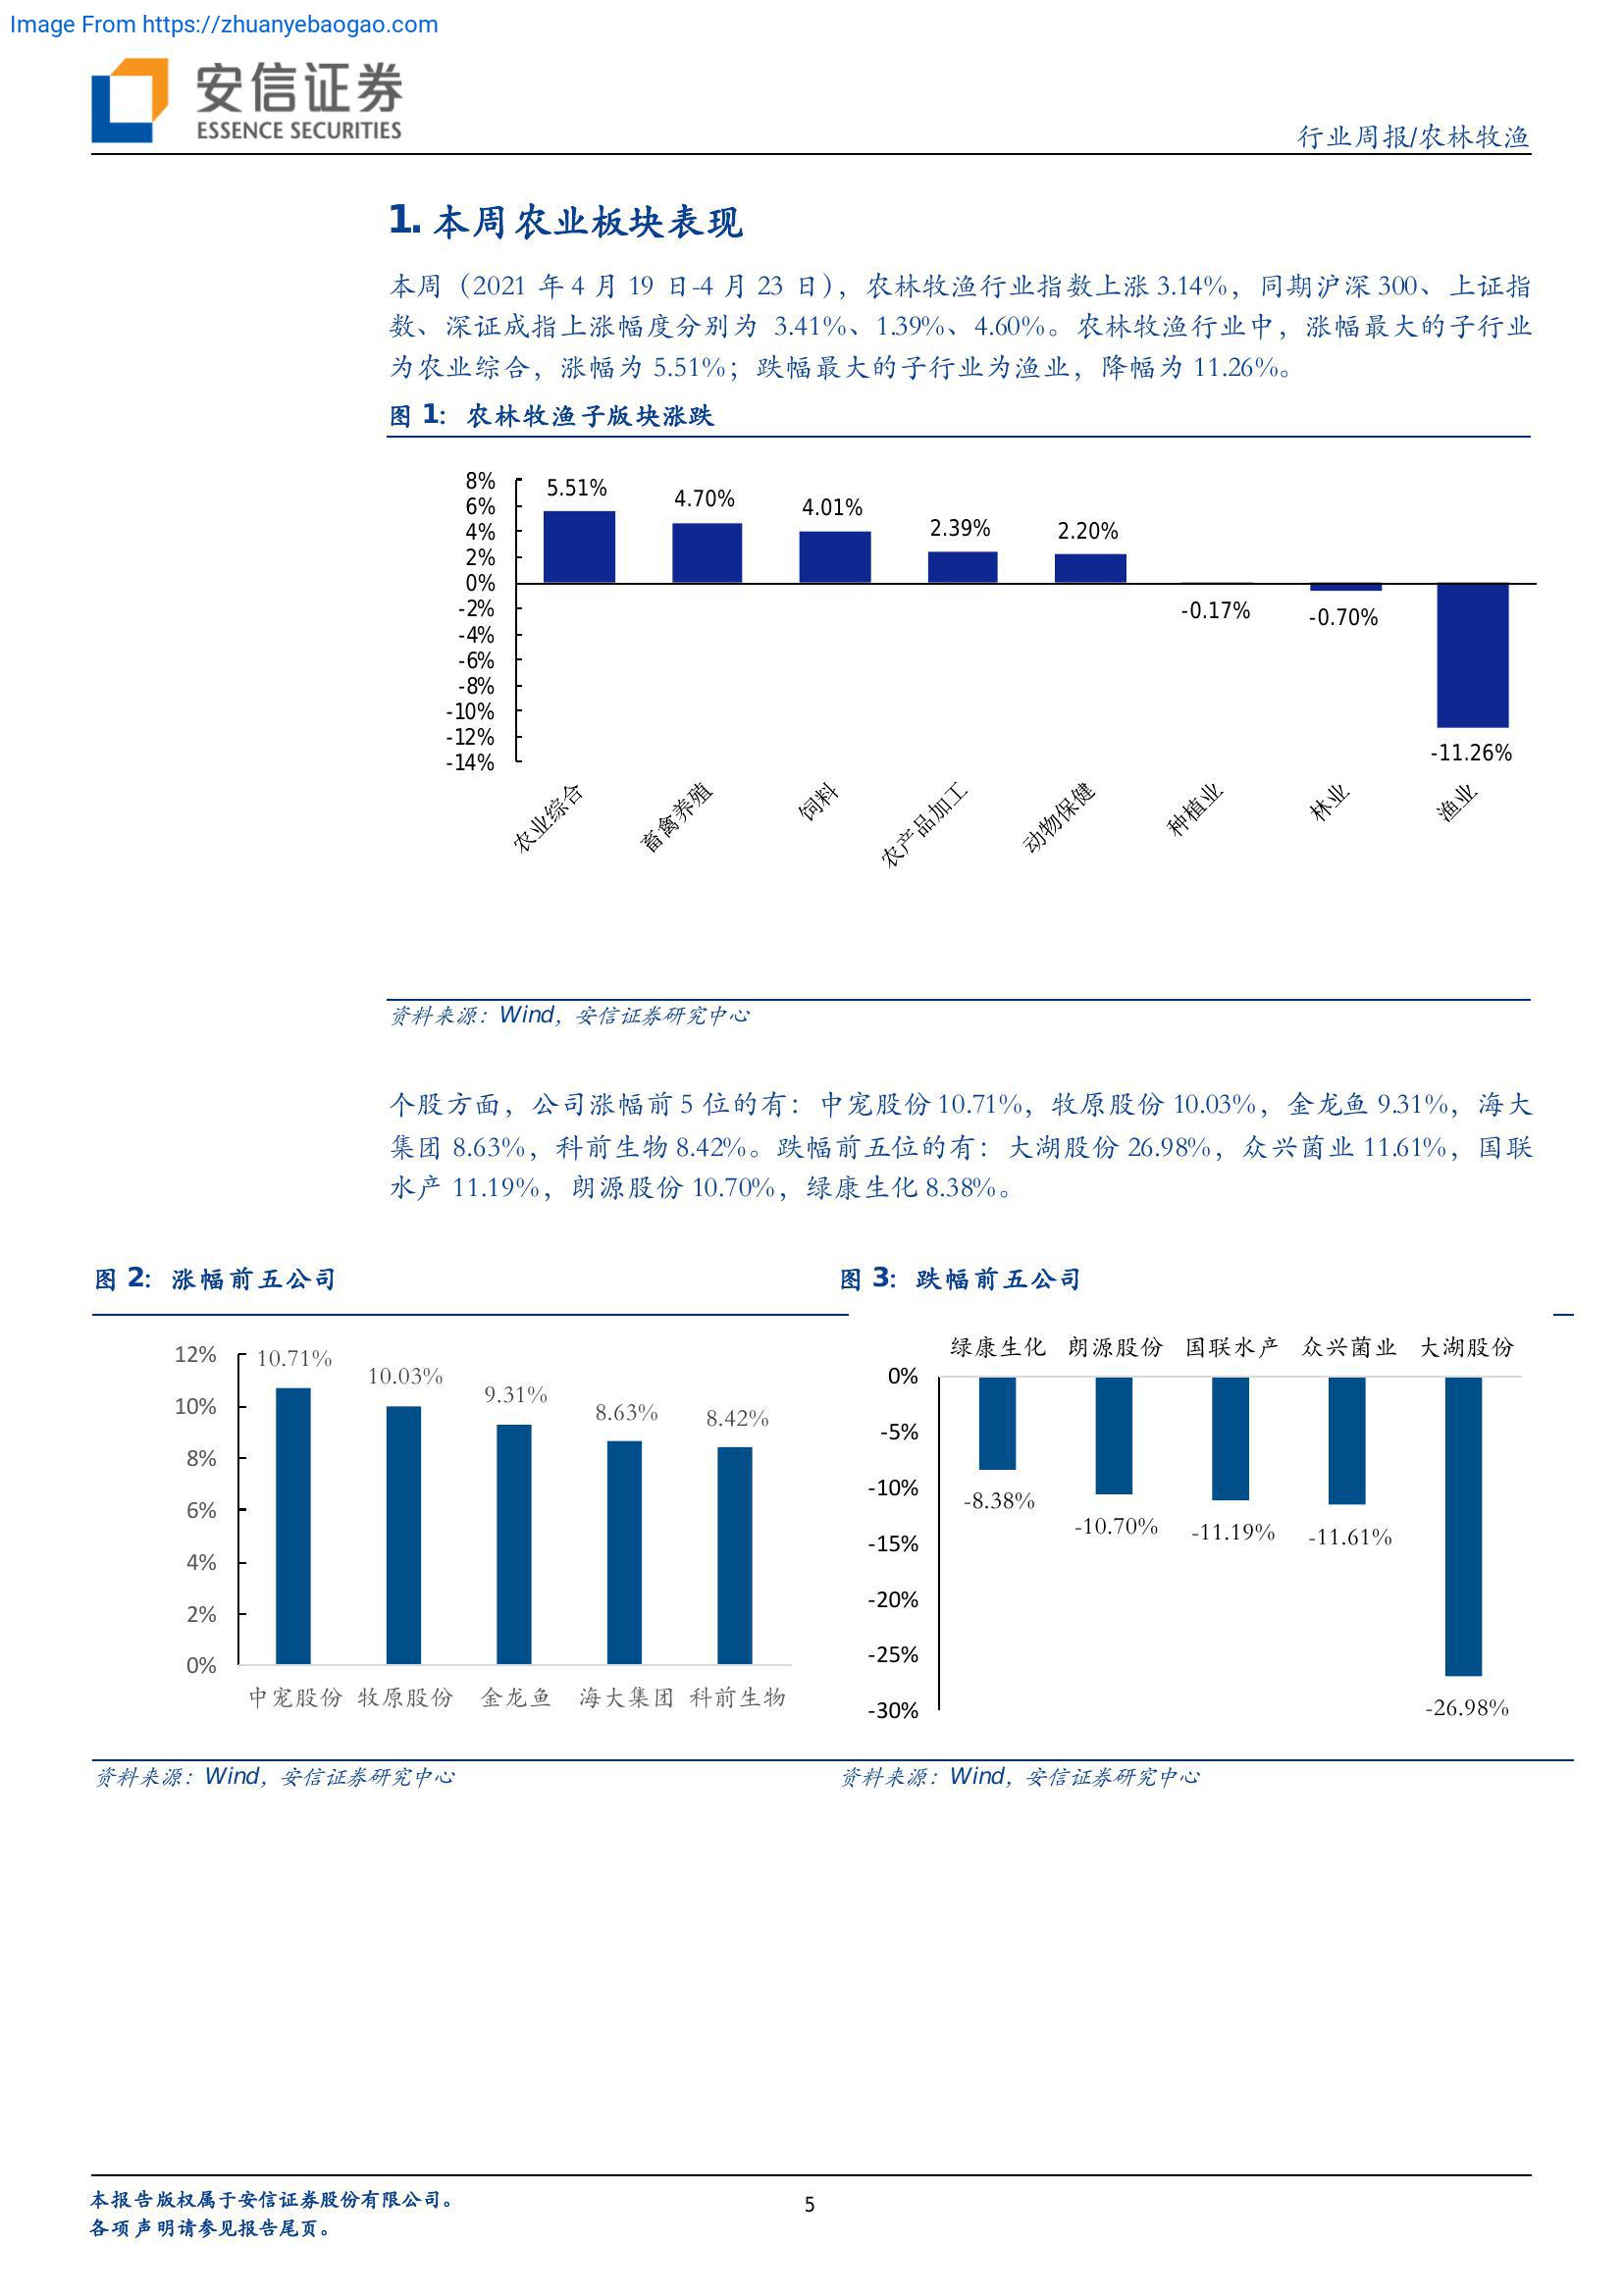 Image From https://zhuanyebaogao.com
安信证券
ESSENCE SECURITIES
行业周报/农林牧渔
1. 本周农业板块表现
本周（2021 年 4 月 19 日-4 月 23 日），农林牧渔行业指数上涨 3.14%，同期沪深 300、上证指
数、深证成指上涨幅度分别为 3.41%、1.39%、4.60%。农林牧渔行业中，涨幅最大的子行业
为农业综合，涨幅为 5.51%；跌幅最大的子行业为渔业，降幅为 11.26%。
图 1：农林牧渔子版块涨跌
8%
6%
4%
2%
0%
-2%
-4%
-6%
-8%
-10%
-12%
-14%
5.51%
4.70%
4.01%
2.39%
2.20%
-0.17%
-0.70%
-11.26%
农业综合
畜禽养殖
饲料
农产品加工
动物保健
种植业
林业
渔业
资料来源：Wind，安信证券研究中心
个股方面，公司涨幅前 5 位的有：中宠股份 10.71%，牧原股份 10.03%，金龙鱼 9.31%，海大
集团 8.63%，科前生物 8.42%。跌幅前五位的有：大湖股份 26.98%，众兴菌业 11.61%，国联
水产 11.19%，朗源股份 10.70%，绿康生化 8.38%。
图 2：涨幅前五公司
12%
10%
8%
6%
4%
2%
0%
10.71%
10.03%
9.31%
8.63%
8.42%
中宠股份 牧原股份 金龙鱼 海大集团 科前生物
资料来源：Wind，安信证券研究中心
图 3：跌幅前五公司
绿康生化 朗源股份 国联水产 众兴菌业 大湖股份
0%
-5%
-10%
-15%
-20%
-25%
-30%
-8.38%
-10.70%
-11.19%
-11.61%
-26.98%
资料来源：Wind，安信证券研究中心
本报告版权属于安信证券股份有限公司。
各项声明请参见报告尾页。
5